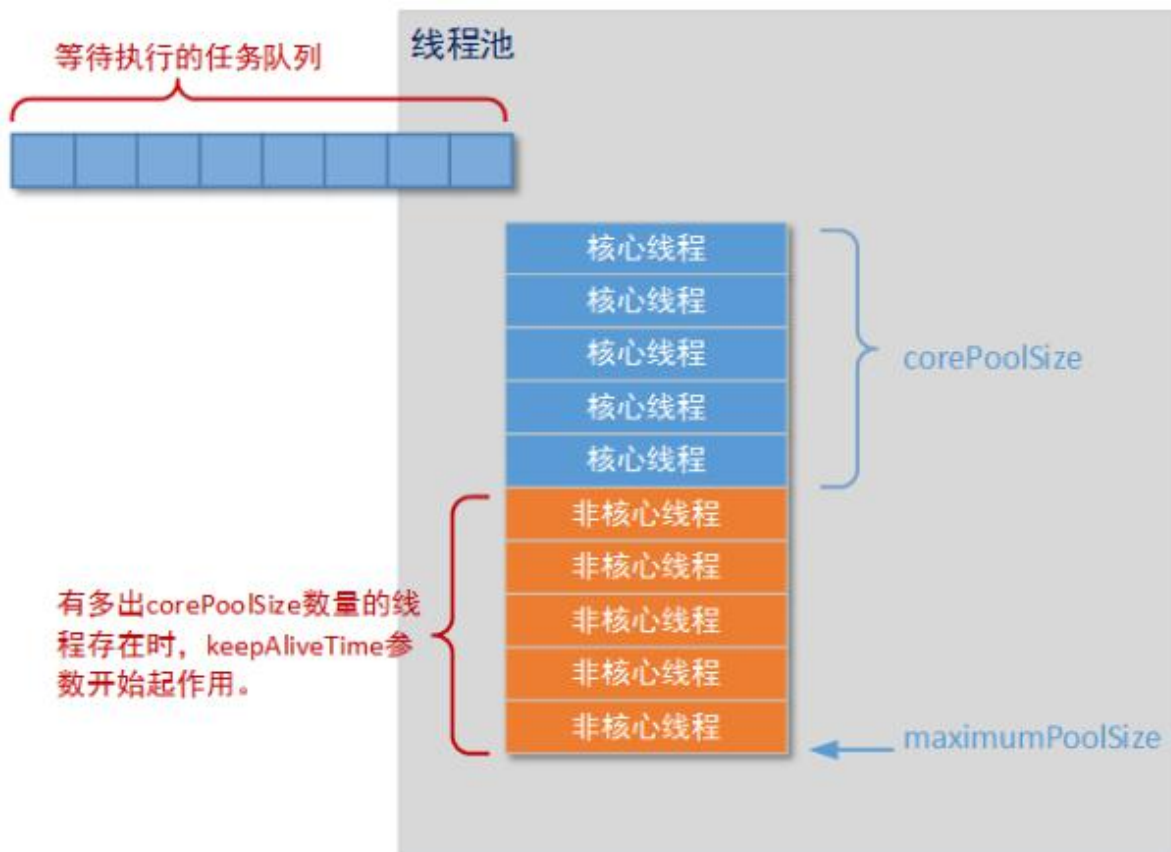 等待执行的任务队列
线程池
核心线程
核心线程
核心线程
核心线程
核心线程
corePoolSize
非核心线程
非核心线程
非核心线程
非核心线程
非核心线程
有多出corePoolSize数量的线
程存在时，keepAliveTime参
数开始起作用。
maximumPoolSize